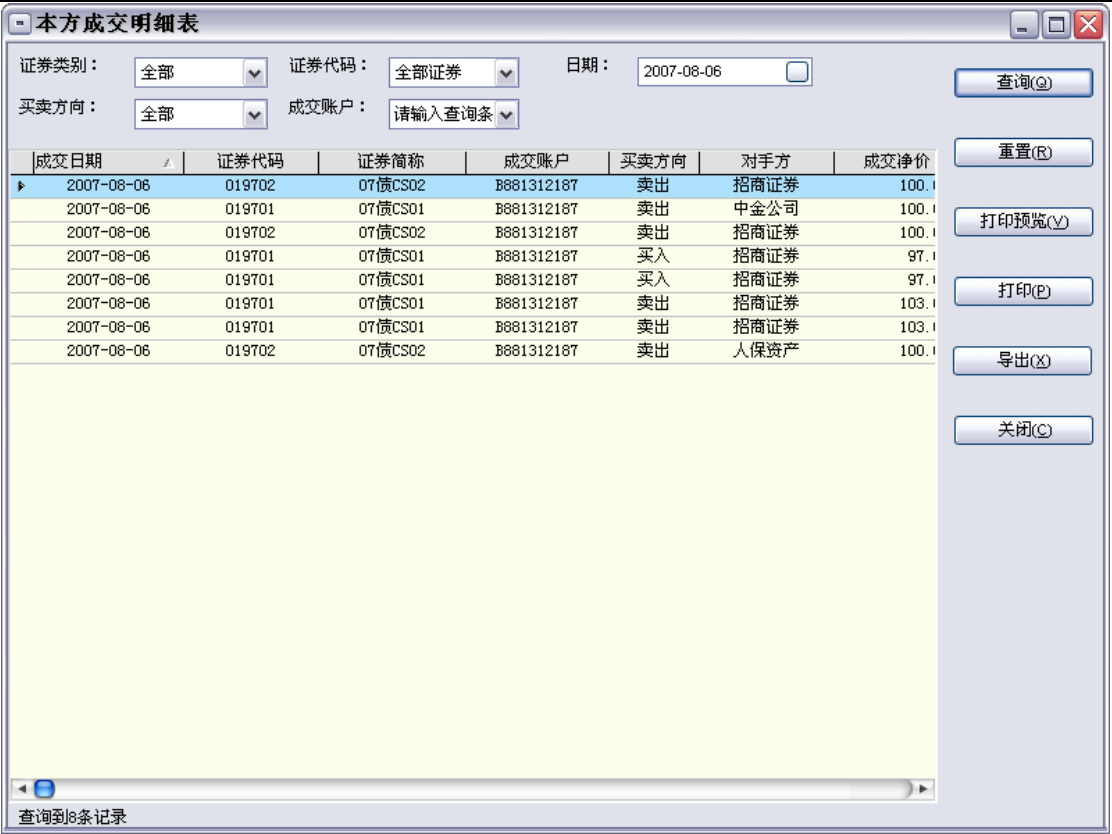 本方成交明细表
证券类别： 全部 证券代码： 全部证券 日期： 2007-08-06 查询(Q)
买卖方向： 全部 成交账户： 请输入查询条
重置(R)
打印预览(V)
打印(P)
导出(X)
关闭(C)
成交日期 证券代码 证券简称 成交账户 买卖方向 对手方 成交净价
2007-08-06 019702 07债CS02 B881312187 卖出 招商证券 100.
2007-08-06 019701 07债CS01 B881312187 卖出 中金公司 100.
2007-08-06 019702 07债CS02 B881312187 卖出 招商证券 100.
2007-08-06 019701 07债CS01 B881312187 买入 招商证券 97.
2007-08-06 019701 07债CS01 B881312187 买入 招商证券 97.
2007-08-06 019701 07债CS01 B881312187 卖出 招商证券 103.
2007-08-06 019701 07债CS01 B881312187 卖出 招商证券 103.
2007-08-06 019702 07债CS02 B881312187 卖出 人保资产 100.
查询到8条记录